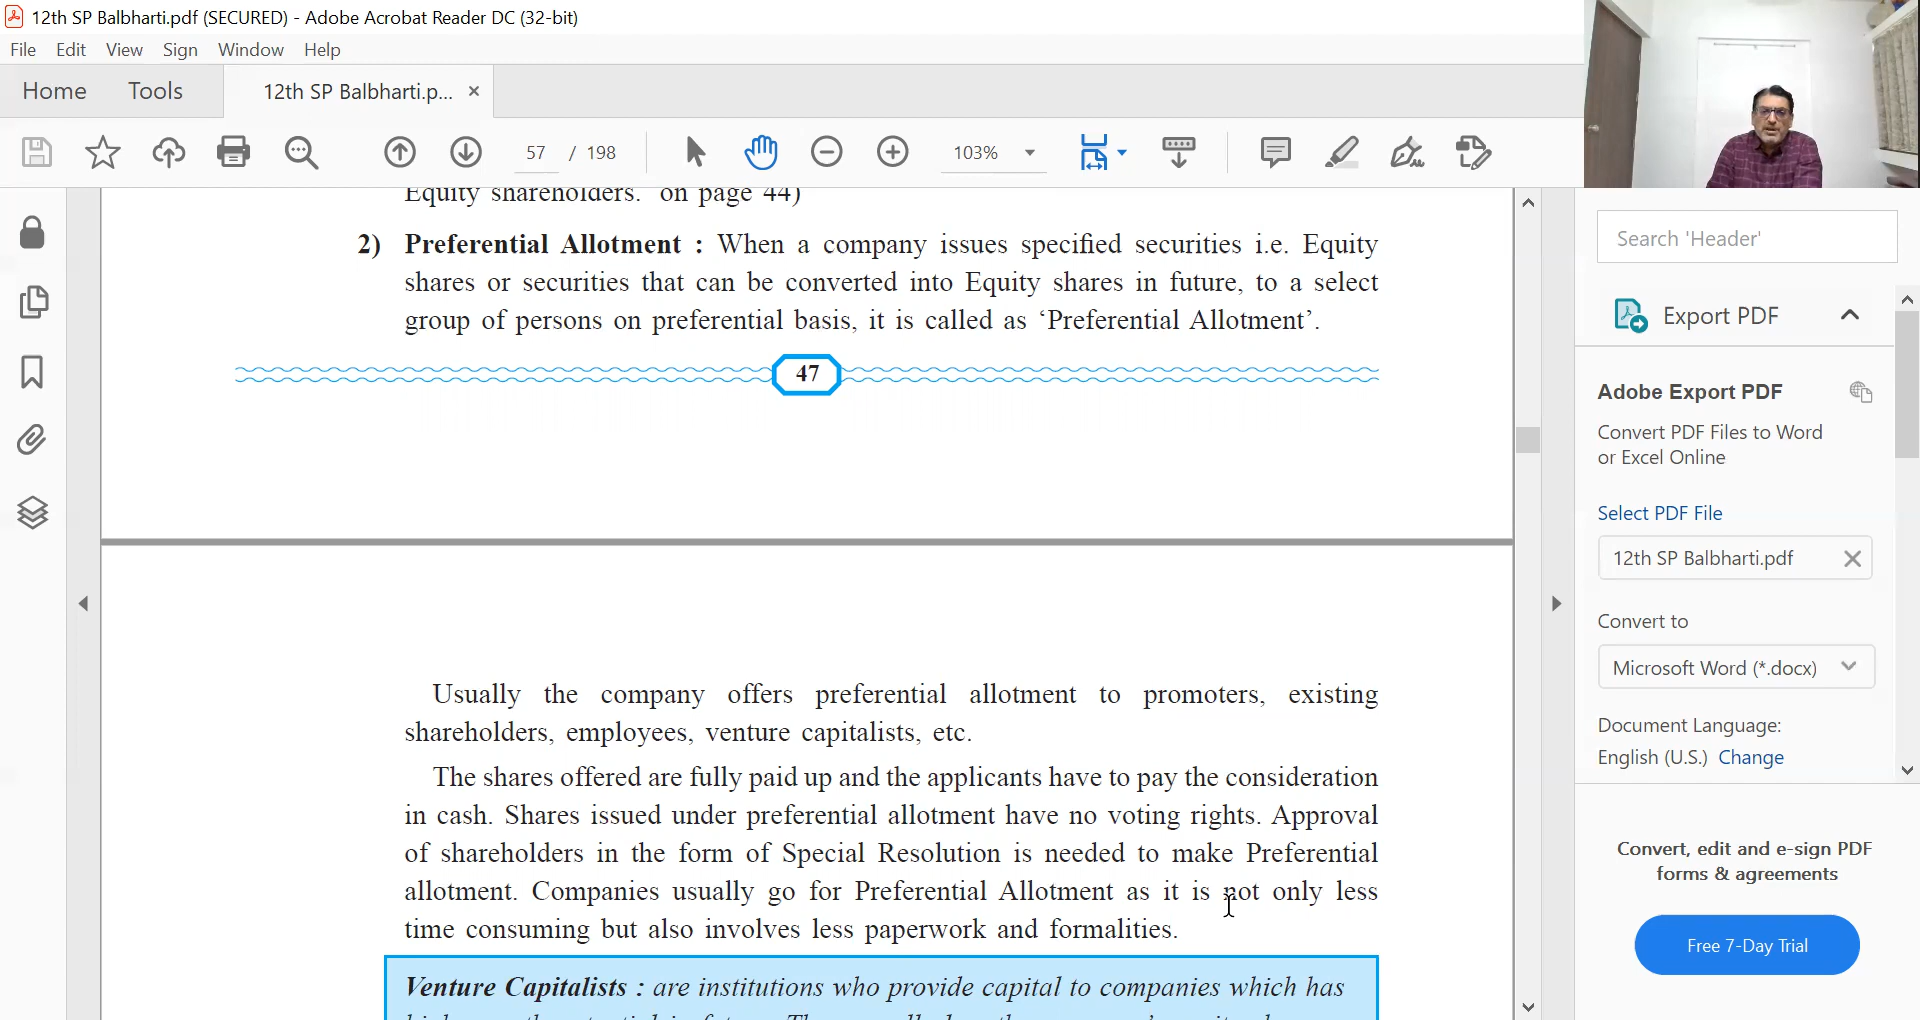 12th SP Balbharti.pdf (SECURED) - Adobe Acrobat Reader DC (32-bit)
File Edit View Sign Window Help
Home Tools 12th SP Balbharti.p... ×
57 / 198 103%
Equity shareholders. on page 44)
2) Preferential Allotment : When a company issues specified securities i.e. Equity
shares or securities that can be converted into Equity shares in future, to a select
group of persons on preferential basis, it is called as ‘Preferential Allotment’.
47
Usually the company offers preferential allotment to promoters, existing
shareholders, employees, venture capitalists, etc.
The shares offered are fully paid up and the applicants have to pay the consideration
in cash. Shares issued under preferential allotment have no voting rights. Approval
of shareholders in the form of Special Resolution is needed to make Preferential
allotment. Companies usually go for Preferential Allotment as it is not only less
time consuming but also involves less paperwork and formalities.
Venture Capitalists : are institutions who provide capital to companies which has
Search 'Header'
Export PDF
Adobe Export PDF
Convert PDF Files to Word
or Excel Online
Select PDF File
12th SP Balbharti.pdf
Convert to
Microsoft Word (*.docx)
Document Language:
English (U.S.) Change
Convert, edit and e-sign PDF
forms & agreements
Free 7-Day Trial